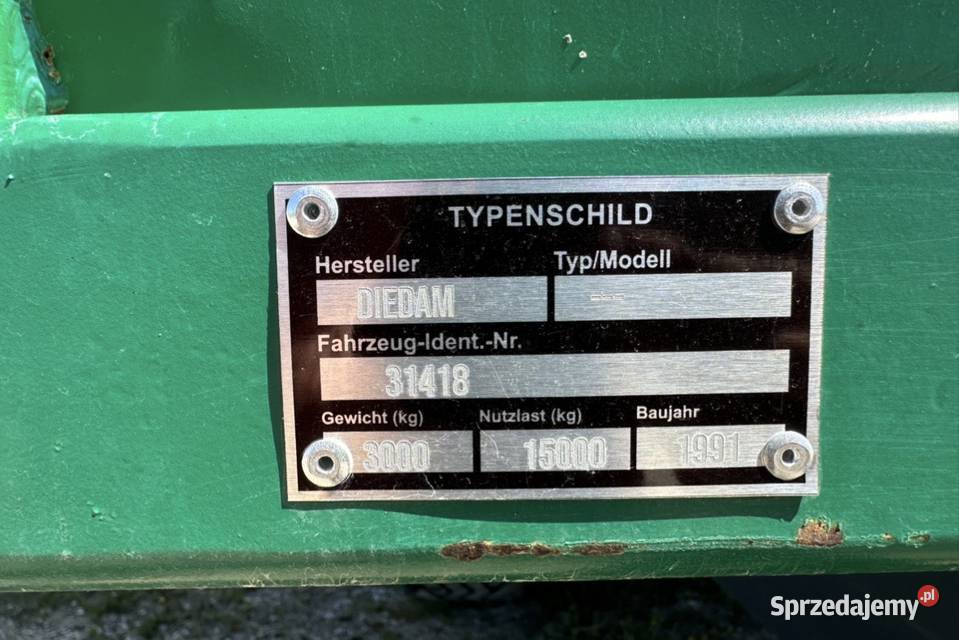 TYPENSCHILD
Hersteller Typ/Modell
DIEDAM --
Fahrzeug-Ident.-Nr.
31418
Gewicht (kg) Nutzlast (kg) Baujahr
3000 15000 1991
Sprzedajemy.pl